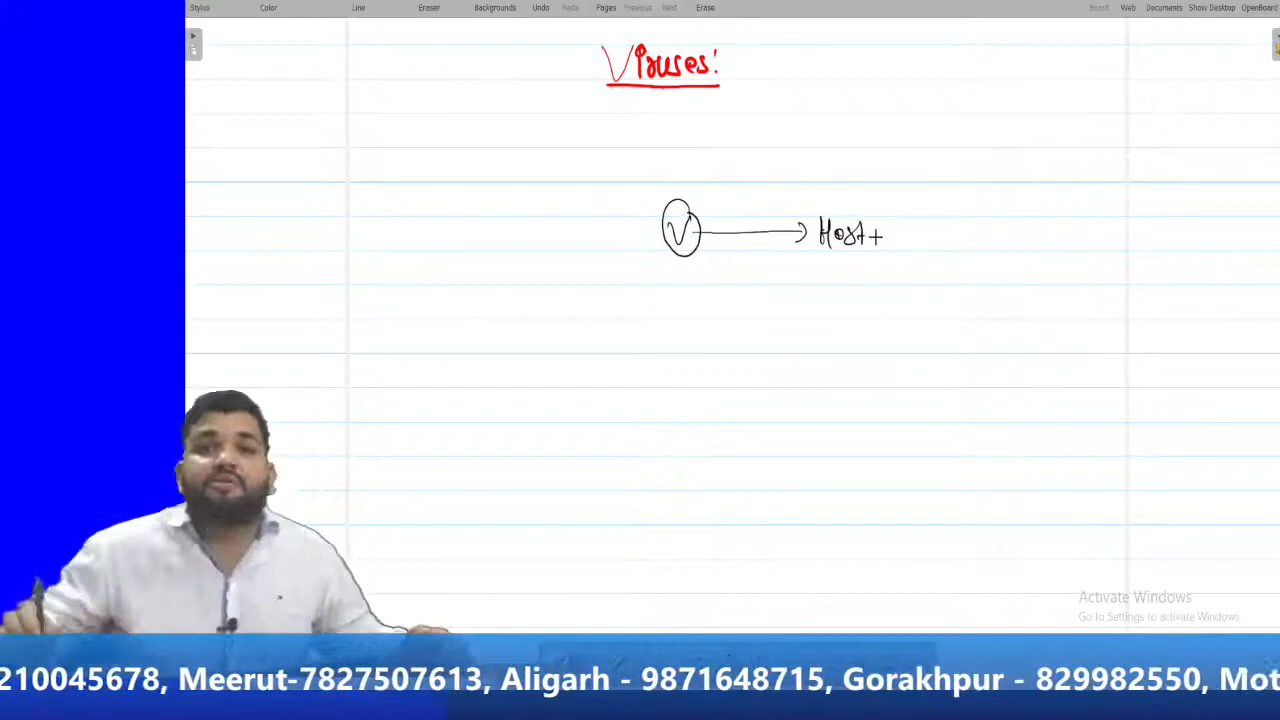 Stylus Color Line Eraser Backgrounds Undo Redo Pages Previous Next Erase Board Web Documents Show Desktop OpenBoard
Viruses:
V → Host +
Activate Windows
Go to Settings to activate Windows.
210045678, Meerut-7827507613, Aligarh - 9871648715, Gorakhpur - 829982550, Mot